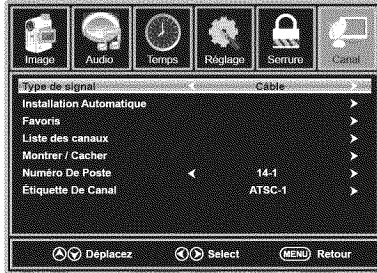 Image Audio Temps Réglage Serrure Canal
Type de signal Câble
Installation Automatique
Favoris
Liste des canaux
Montrer / Cacher
Numéro De Poste 14-1
Étiquette De Canal ATSC-1
Déplacez Select MENU Retour